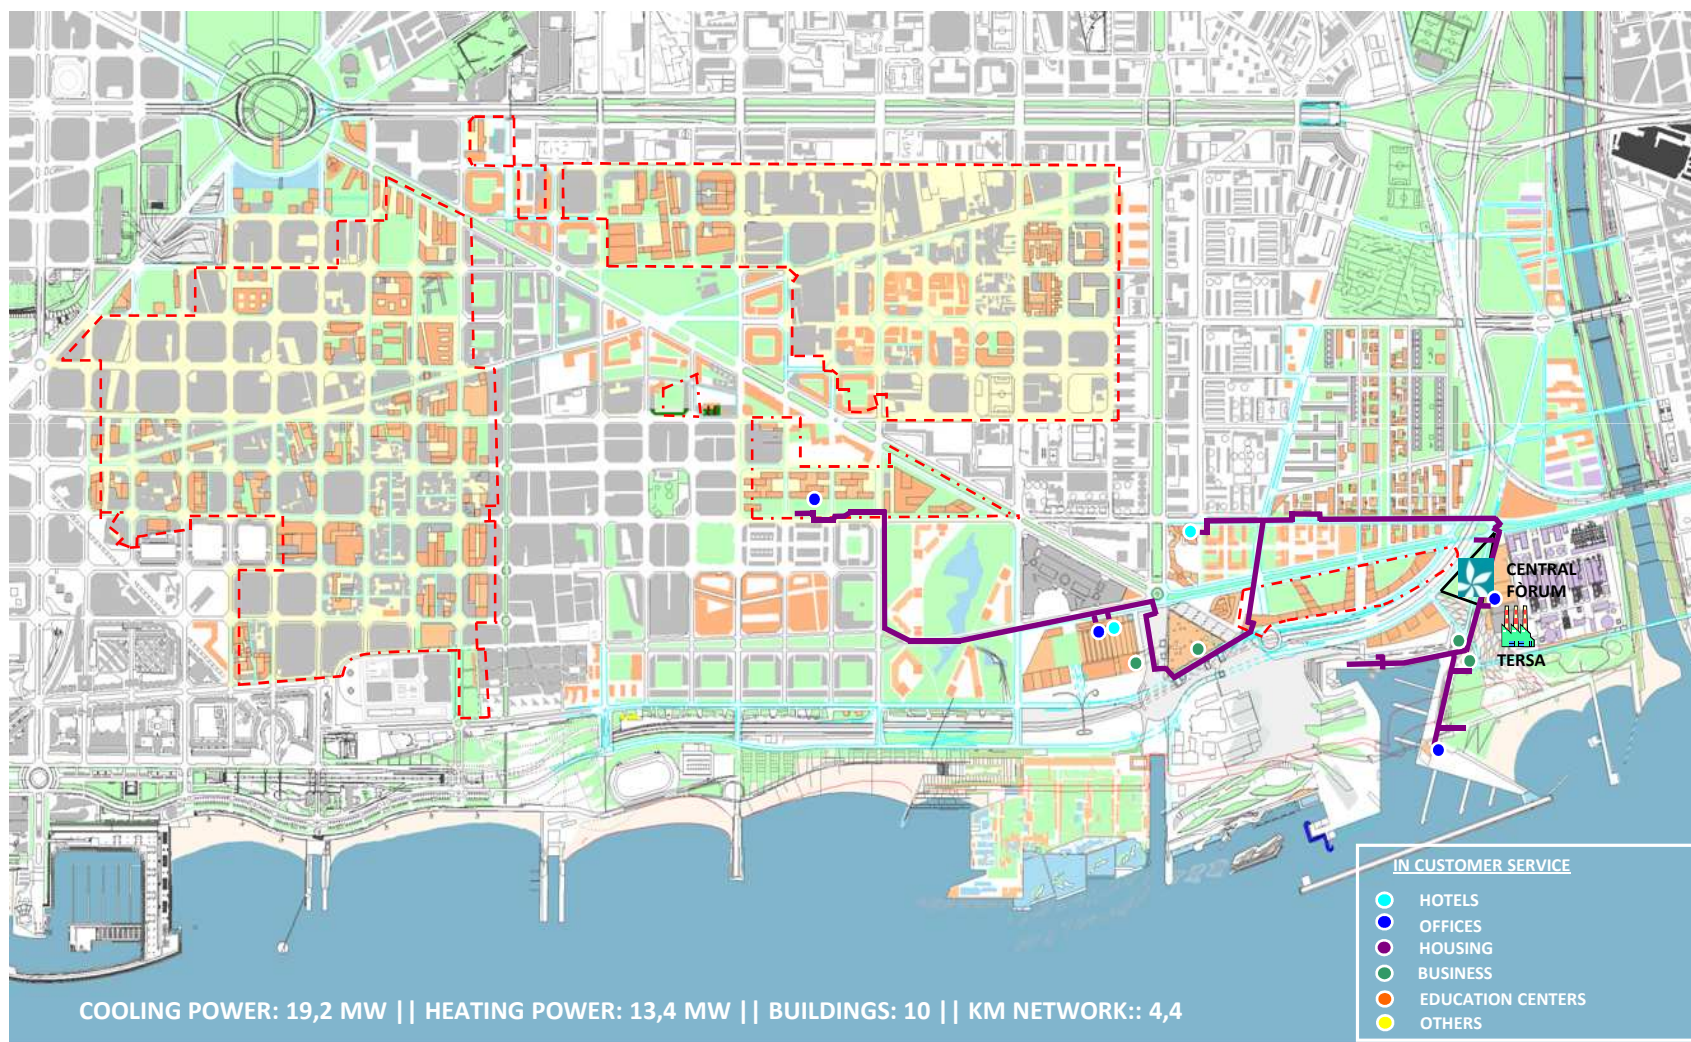 CENTRAL
FÒRUM
TERSA
IN CUSTOMER SERVICE
HOTELS
OFFICES
HOUSING
BUSINESS
EDUCATION CENTERS
OTHERS
COOLING POWER: 19,2 MW || HEATING POWER: 13,4 MW || BUILDINGS: 10 || KM NETWORK:: 4,4